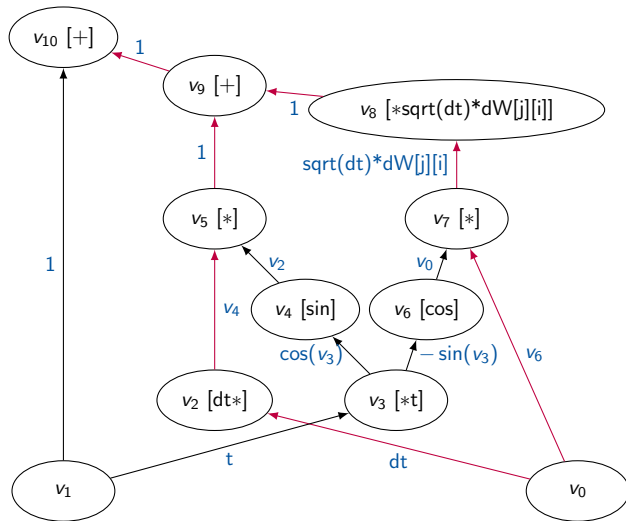 v10 [+]
1
v9 [+]
1
v8 [*sqrt(dt)*dW[j][i]]
1
sqrt(dt)*dW[j][i]
v5 [*]
v7 [*]
1
v2
v0
v4
v4 [sin]
v6 [cos]
cos(v3)
−sin(v3)
v6
v2 [dt*]
v3 [*t]
t
dt
v1
v0